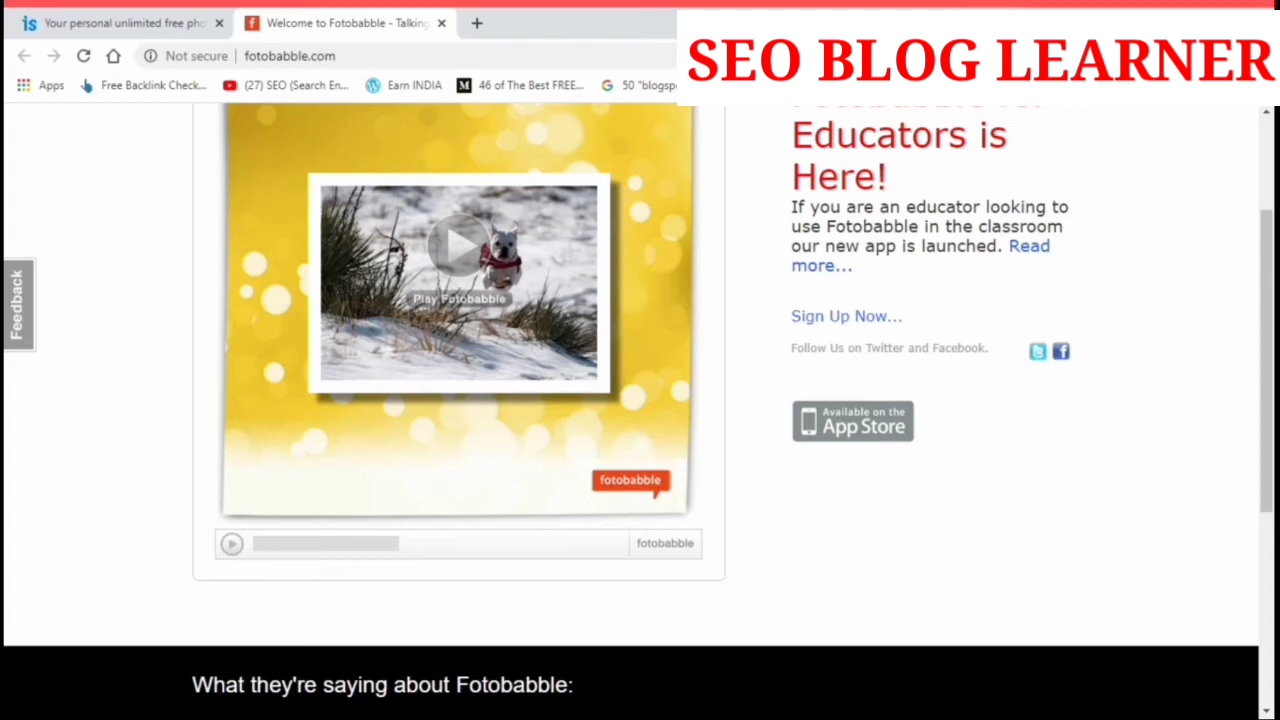 Your personal unlimited free pho
Welcome to Fotobabble - Talking
Not secure
fotobabble.com
SEO BLOG LEARNER
Apps
Free Backlink Check...
(27) SEO (Search En...
Earn INDIA
46 of The Best FREE...
50 "blogsp
Educators is
Here!
If you are an educator looking to
use Fotobabble in the classroom
our new app is launched. Read
more...
Feedback
Play Fotobabble
Sign Up Now...
Follow Us on Twitter and Facebook.
Available on the
App Store
fotobabble
fotobabble
What they're saying about Fotobabble: